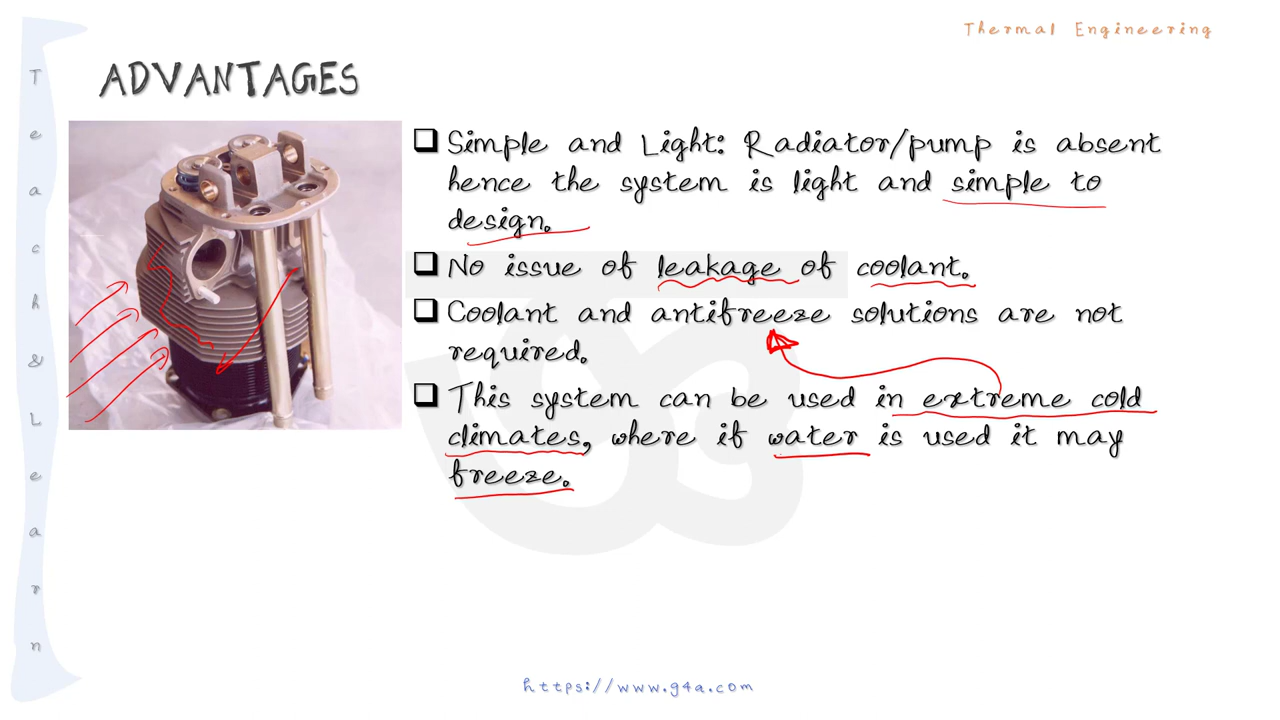 Thermal Engineering
Teach & Learn
ADVANTAGES
❑ Simple and Light: Radiator/pump is absent
hence the system is light and simple to
design.
❑ No issue of leakage of coolant.
❑ Coolant and antifreeze solutions are not
required.
❑ This system can be used in extreme cold
climates, where if water is used it may
freeze.
https://www.g4a.com